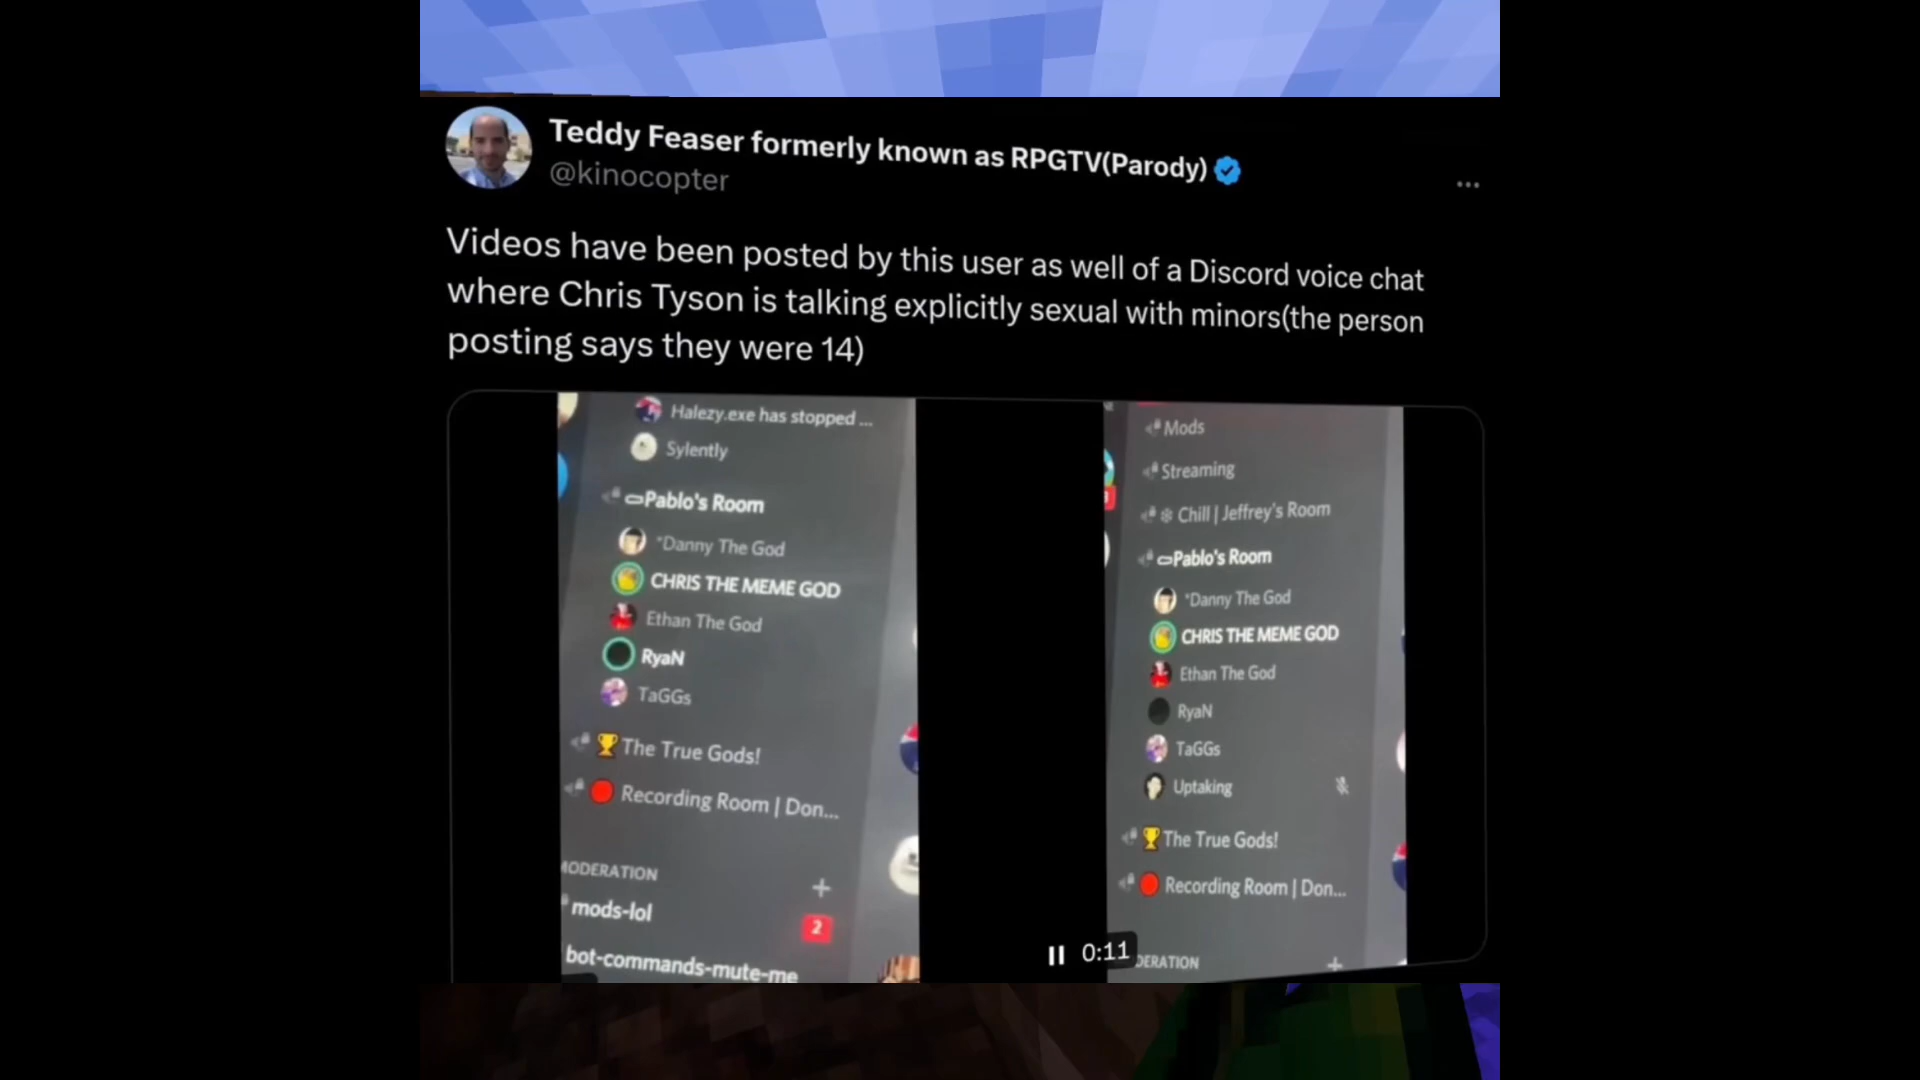 Teddy Feaser formerly known as RPGTV(Parody)
@kinocopter
Videos have been posted by this user as well of a Discord voice chat
where Chris Tyson is talking explicitly sexual with minors(the person
posting says they were 14)
Halezy.exe has stopped ...
Sylently
Pablo's Room
*Danny The God
CHRIS THE MEME GOD
Ethan The God
RyaN
TaGGs
The True Gods!
Recording Room | Don...
MODERATION
mods-lol
2
bot-commands-mute-me
Mods
Streaming
Chill | Jeffrey's Room
Pablo's Room
*Danny The God
CHRIS THE MEME GOD
Ethan The God
RyaN
TaGGs
Uptaking
The True Gods!
Recording Room | Don...
DERATION
0:11